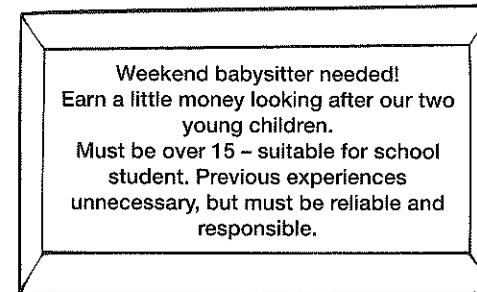 Weekend babysitter needed!
Earn a little money looking after our two
young children.
Must be over 15 – suitable for school
student. Previous experiences
unnecessary, but must be reliable and
responsible.